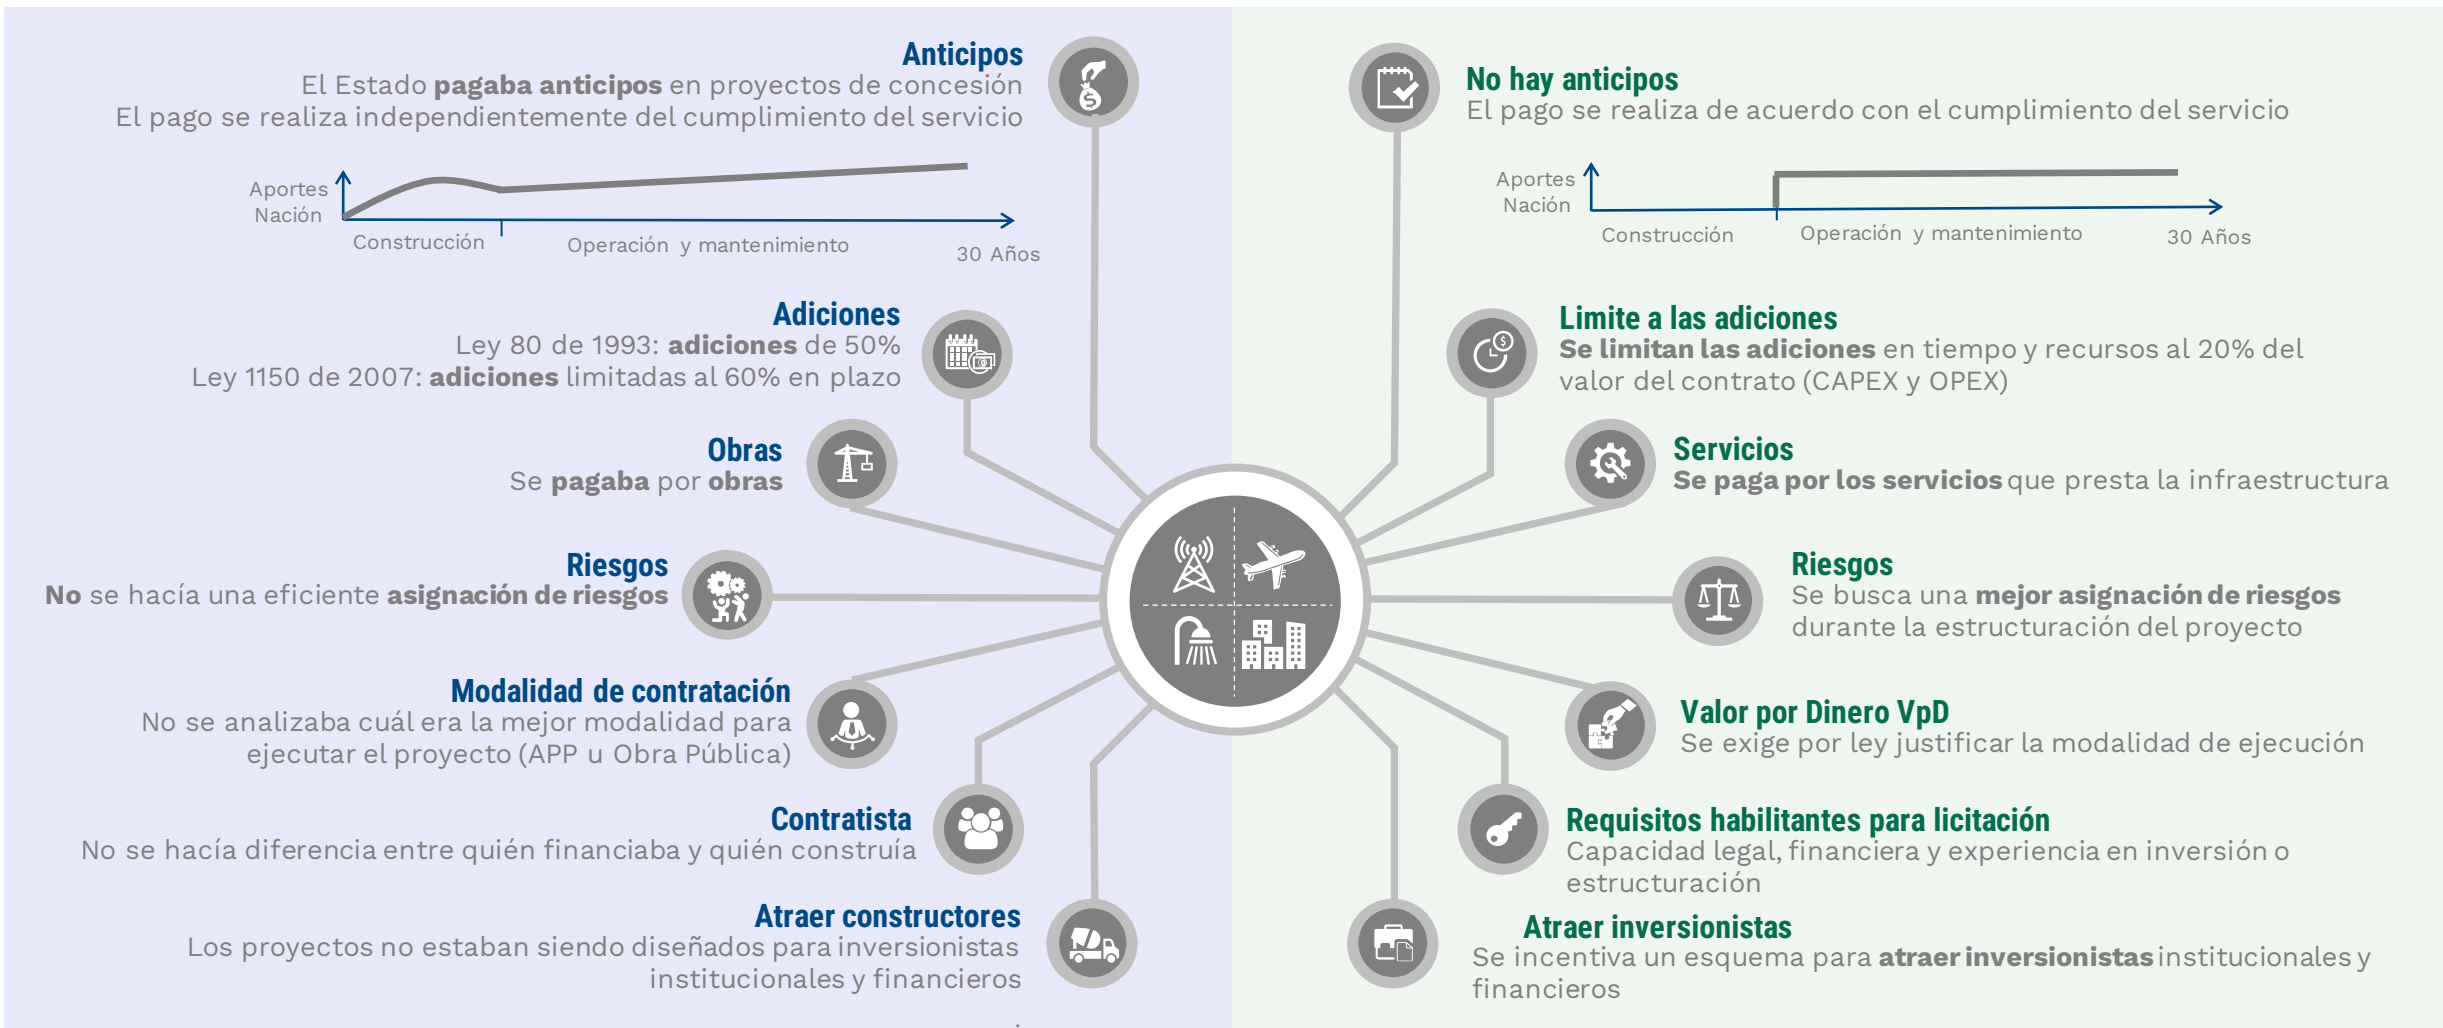 Anticipos
El Estado pagaba anticipos en proyectos de concesión
El pago se realiza independientemente del cumplimiento del servicio
Aportes
Nación
Construcción
Operación y mantenimiento
30 Años
Adiciones
Ley 80 de 1993: adiciones de 50%
Ley 1150 de 2007: adiciones limitadas al 60% en plazo
Obras
Se pagaba por obras
Riesgos
No se hacía una eficiente asignación de riesgos
Modalidad de contratación
No se analizaba cuál era la mejor modalidad para
ejecutar el proyecto (APP u Obra Pública)
Contratista
No se hacía diferencia entre quién financiaba y quién construía
Atraer constructores
Los proyectos no estaban siendo diseñados para inversionistas
institucionales y financieros
No hay anticipos
El pago se realiza de acuerdo con el cumplimiento del servicio
Aportes
Nación
Construcción
Operación y mantenimiento
30 Años
Limite a las adiciones
Se limitan las adiciones en tiempo y recursos al 20% del
valor del contrato (CAPEX y OPEX)
Servicios
Se paga por los servicios que presta la infraestructura
Riesgos
Se busca una mejor asignación de riesgos
durante la estructuración del proyecto
Valor por Dinero VpD
Se exige por ley justificar la modalidad de ejecución
Requisitos habilitantes para licitación
Capacidad legal, financiera y experiencia en inversión o
estructuración
Atraer inversionistas
Se incentiva un esquema para atraer inversionistas institucionales y
financieros